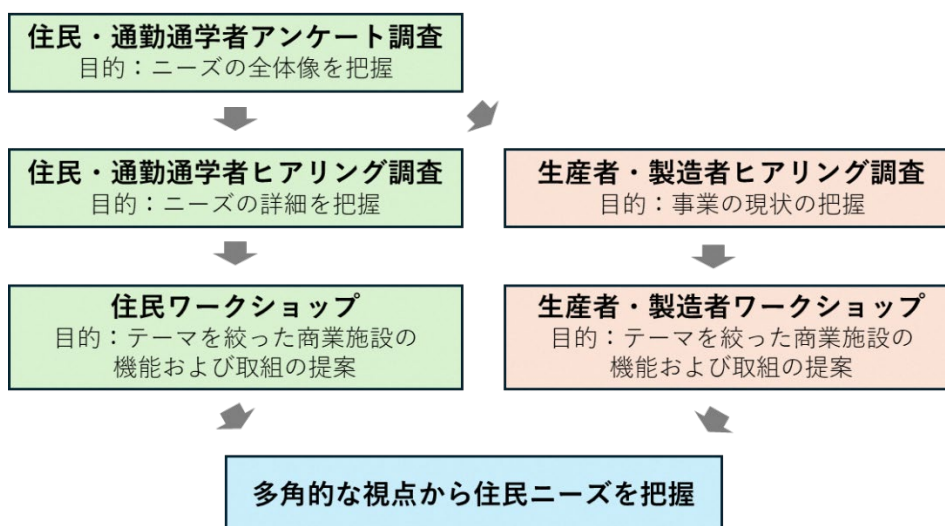 住民・通勤通学者アンケート調査
目的：ニーズの全体像を把握
住民・通勤通学者ヒアリング調査
目的：ニーズの詳細を把握
生産者・製造者ヒアリング調査
目的：事業の現状の把握
住民ワークショップ
目的：テーマを絞った商業施設の
機能および取組の提案
生産者・製造者ワークショップ
目的：テーマを絞った商業施設の
機能および取組の提案
多角的な視点から住民ニーズを把握